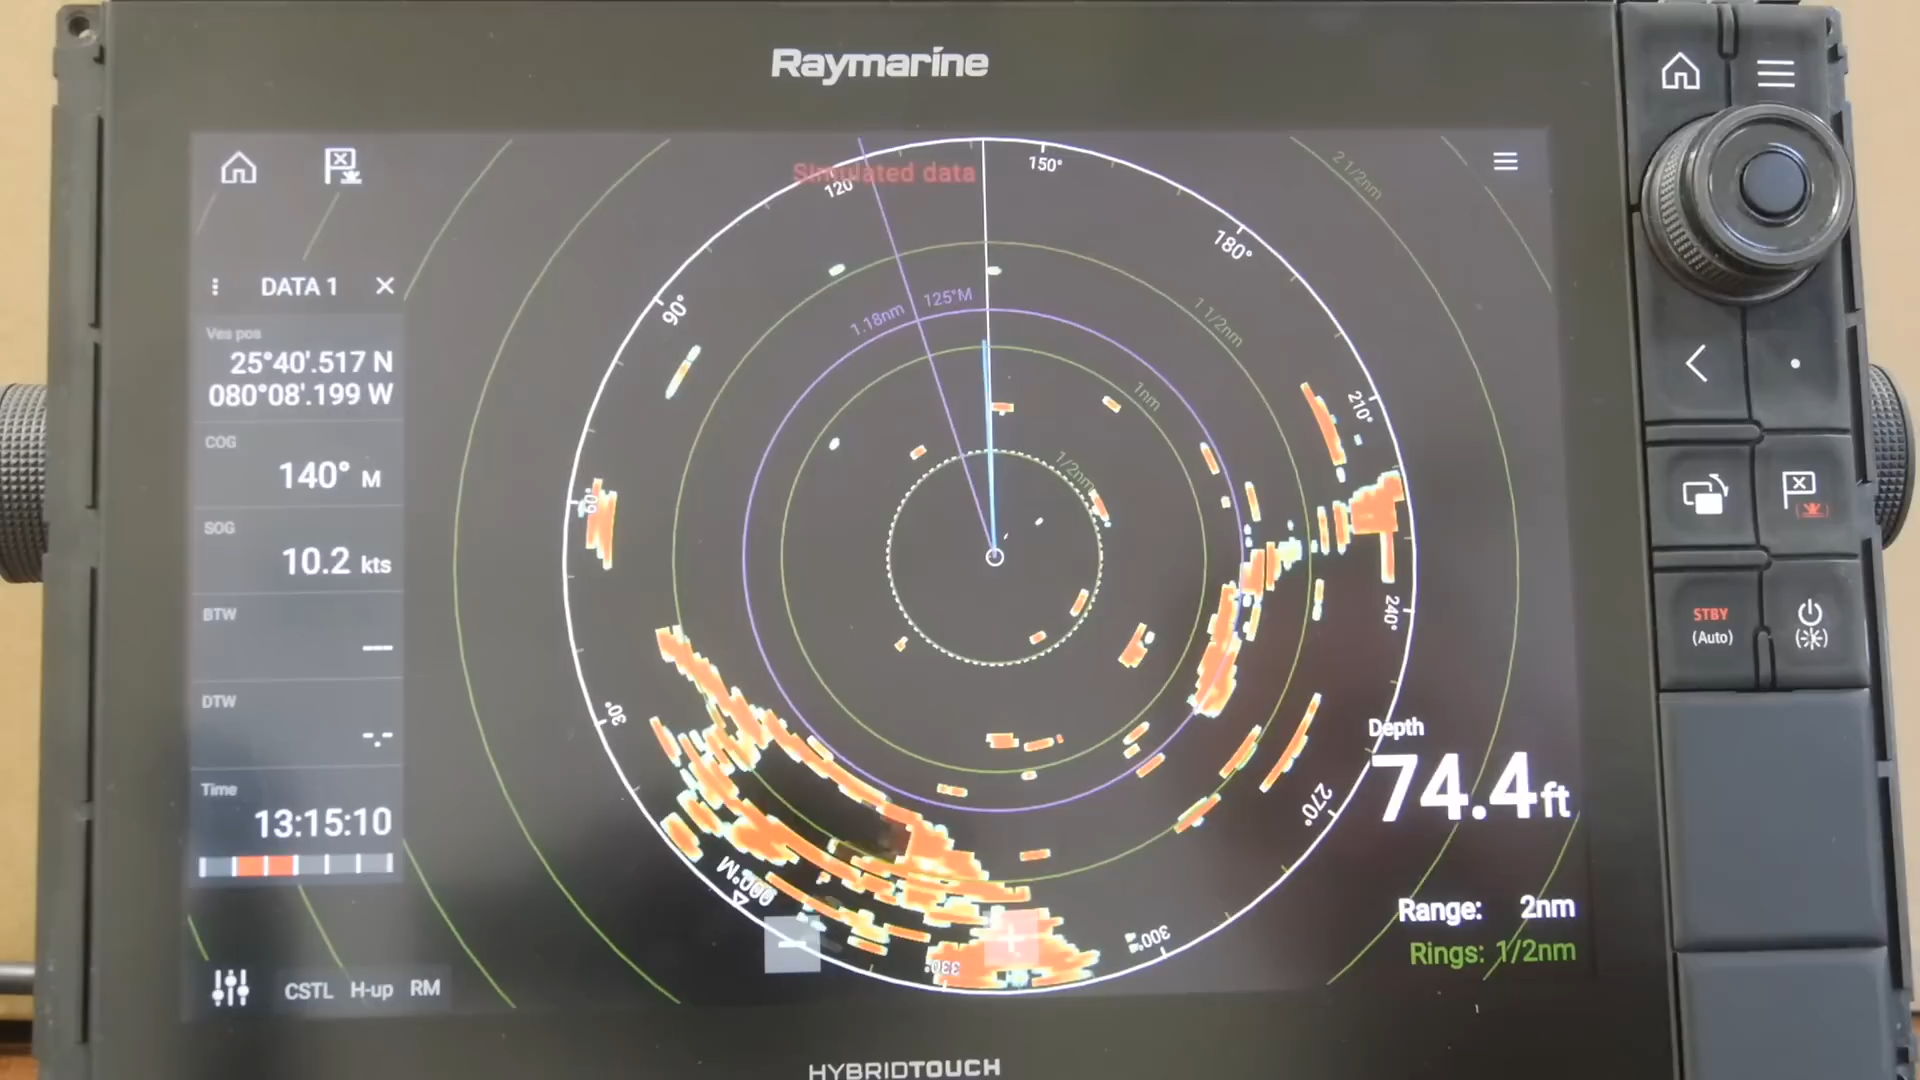 Raymarine
Simulated data
DATA 1
Ves pos
25°40'.517 N
080°08'.199 W
COG
140° M
SOG
10.2 kts
BTW
---
DTW
-.-
Time
13:15:10
CSTL H-up RM
120
150°
180°
210°
240°
270°
300°
330
000°M
30°
60°
90°
1.18nm
125°M
1/2nm
1nm
1 1/2nm
2 1/2nm
Depth
74.4ft
Range: 2nm
Rings: 1/2nm
STBY
(Auto)
HYBRIDTOUCH